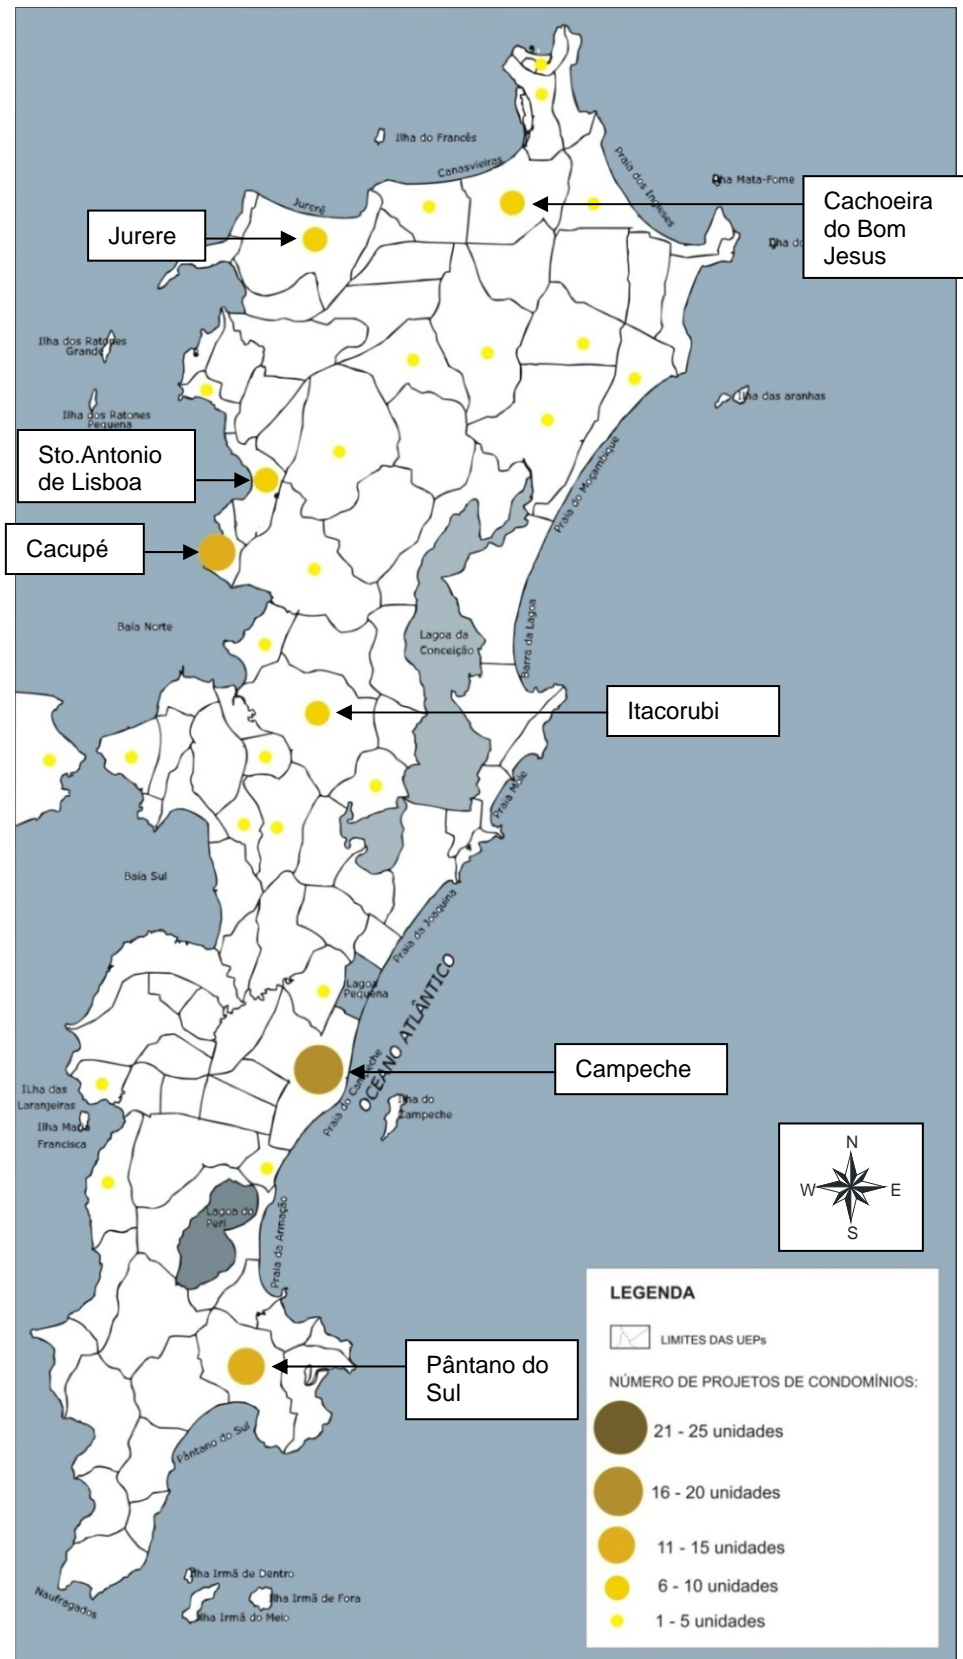 Ilha do Francês
Canasvieiras
Praia dos Ingleses
Ilha Mata-Fome
Jurerê
Jurere
Cachoeira
do Bom
Jesus
Ilha dos Ratones
Grande
Ilha dos Ratones
Pequena
Ilha das aranhas
Sto.Antonio
de Lisboa
Praia do Moçambique
Cacupé
Baía Norte
Lagoa da
Conceição
Barra da Lagoa
Itacorubi
Praia Mole
Baía Sul
Praia da Joaquina
Lagoa
Pequena
OCEANO ATLÂNTICO
Campeche
Praia do Campeche
ILha das
Laranjeiras
Ilha do
Campeche
Ilha Maria
Francisca
N
W
E
S
Lagoa do
Peri
Praia da Armação
Pântano do
Sul
Pântano do Sul
LEGENDA
LIMITES DAS UEPs
NÚMERO DE PROJETOS DE CONDOMÍNIOS:
21 - 25 unidades
16 - 20 unidades
11 - 15 unidades
6 - 10 unidades
1 - 5 unidades
Ilha Irmã de Dentro
Ilha Irmã de Fora
Ilha Irmã do Meio
Naufragados